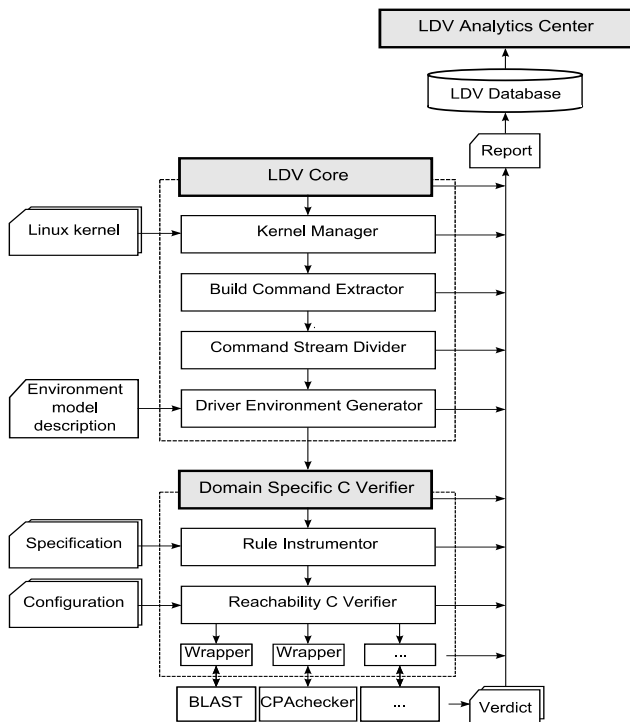 LDV Analytics Center
LDV Database
Report
LDV Core
Linux kernel
Kernel Manager
Build Command Extractor
Command Stream Divider
Environment
model
description
Driver Environment Generator
Domain Specific C Verifier
Specification
Rule Instrumentor
Configuration
Reachability C Verifier
Wrapper
Wrapper
...
BLAST
CPAchecker
...
Verdict